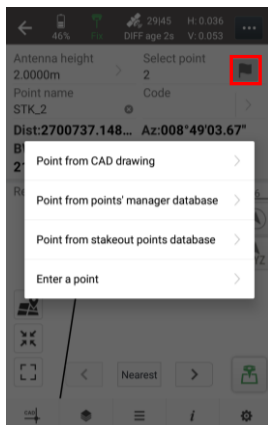 29|45 H: 0.036
46% Fix DIFF age 2s V: 0.053
Antenna height Select point
2.0000m 2
Point name Code
STK_2
Dist:2700737.148... Az:008°49'03.67"
Point from CAD drawing
Point from points' manager database
Point from stakeout points database
Enter a point
Nearest
CAD